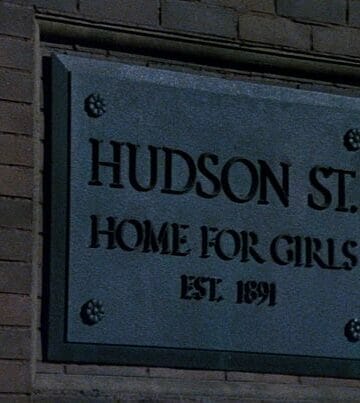 HUDSON ST.
HOME FOR GIRLS
EST. 1891